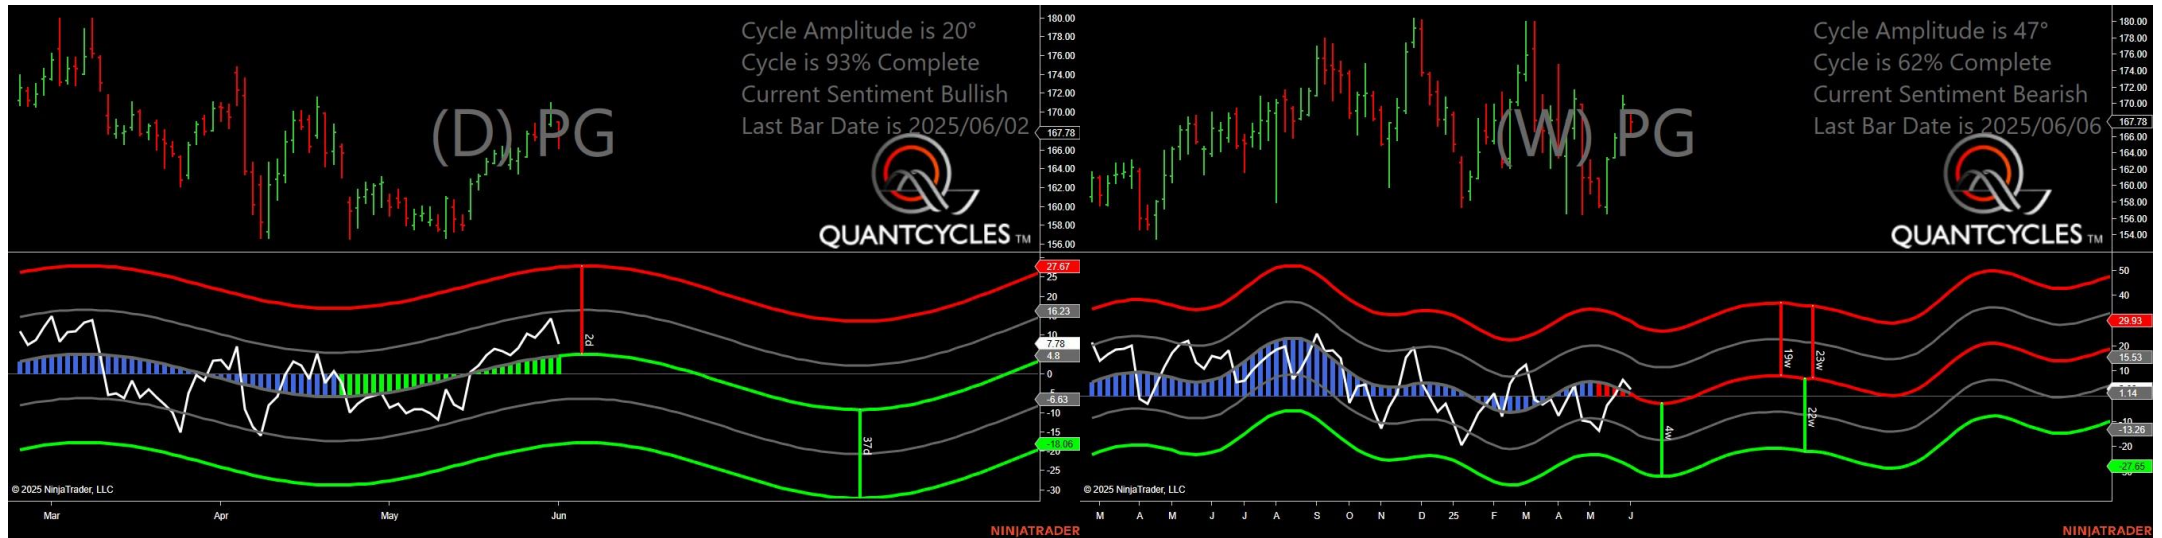 Cycle Amplitude is 20°
Cycle is 93% Complete
Current Sentiment Bullish
Last Bar Date is 2025/06/02
(D) PG
QUANTCYCLES TM
180.00
178.00
176.00
174.00
172.00
170.00
167.78
166.00
164.00
162.00
160.00
158.00
156.00
27.67
25
20
16.23
10
7.78
4.8
0
-6.63
-10
-15
-18.06
-20
-25
-30
2d
37d
© 2025 NinjaTrader, LLC
Mar Apr May Jun
NINJATRADER
Cycle Amplitude is 47°
Cycle is 62% Complete
Current Sentiment Bearish
Last Bar Date is 2025/06/06
(W) PG
QUANTCYCLES TM
180.00
178.00
176.00
174.00
172.00
170.00
167.78
166.00
164.00
162.00
160.00
158.00
156.00
154.00
50
40
29.93
20
15.53
10
1.14
-10
-13.26
-20
-27.65
4w
19w
23w
22w
© 2025 NinjaTrader, LLC
M A M J J A S O N D 25 F M A M J
NINJATRADER